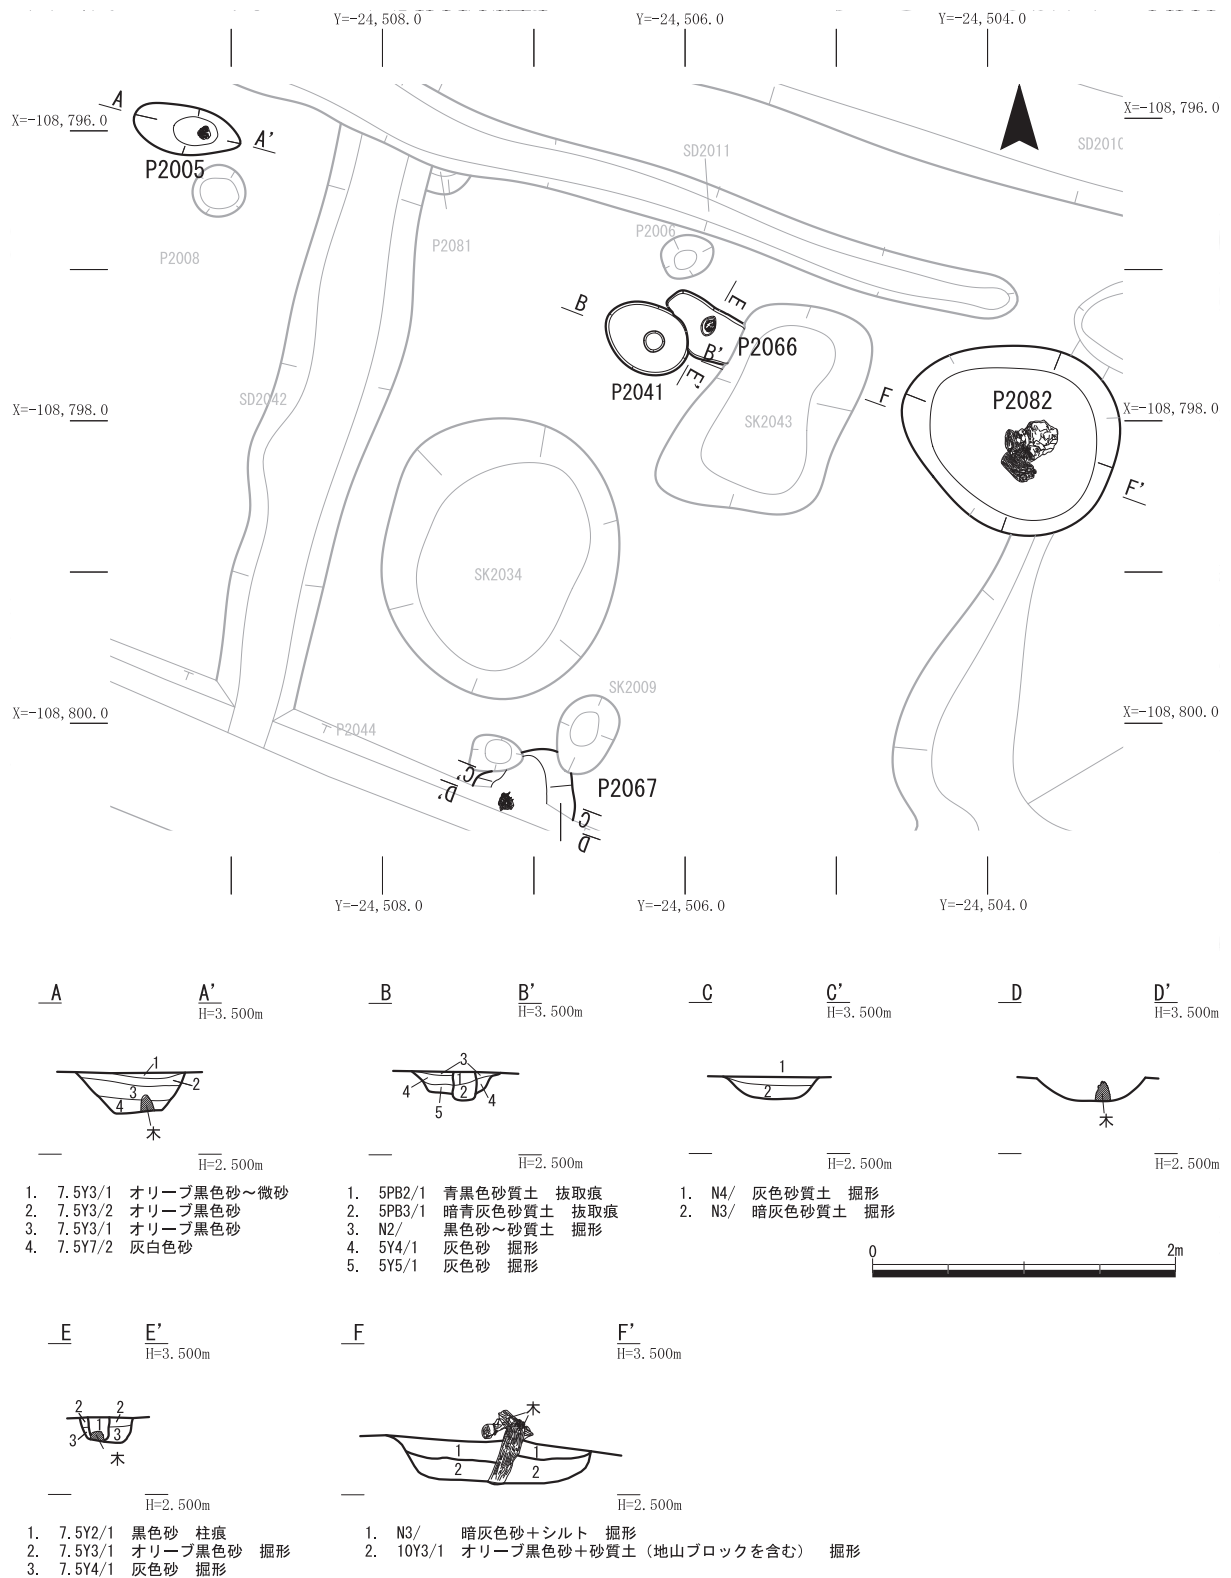 Y=-24,508.0
Y=-24,506.0
Y=-24,504.0
X=-108,796.0
X=-108,796.0
A
A'
P2005
SD2011
SD2010
P2008
P2081
P2006
B
E
B'
P2066
E'
P2041
SD2042
X=-108,798.0
X=-108,798.0
SK2043
F
P2082
F'
SK2034
SK2009
X=-108,800.0
X=-108,800.0
P2044
C'
D'
P2067
C
D
Y=-24,508.0
Y=-24,506.0
Y=-24,504.0
A A'
H=3.500m
1
2
3
4
木
H=2.500m
1. 7.5Y3/1 オリーブ黒色砂～微砂
2. 7.5Y3/2 オリーブ黒色砂
3. 7.5Y3/1 オリーブ黒色砂
4. 7.5Y7/2 灰白色砂
B B'
H=3.500m
3
4
1
2
4
5
H=2.500m
1. 5PB2/1 青黒色砂質土 抜取痕
2. 5PB3/1 暗青灰色砂質土 抜取痕
3. N2/ 黒色砂～砂質土 掘形
4. 5Y4/1 灰色砂 掘形
5. 5Y5/1 灰色砂 掘形
C C'
H=3.500m
1
2
H=2.500m
1. N4/ 灰色砂質土 掘形
2. N3/ 暗灰色砂質土 掘形
D D'
H=3.500m
木
H=2.500m
0 2m
E E'
H=3.500m
2 2
1
3 3
木
H=2.500m
1. 7.5Y2/1 黒色砂 柱痕
2. 7.5Y3/1 オリーブ黒色砂 掘形
3. 7.5Y4/1 灰色砂 掘形
F F'
H=3.500m
木
1 1
2 2
H=2.500m
1. N3/ 暗灰色砂＋シルト 掘形
2. 10Y3/1 オリーブ黒色砂＋砂質土（地山ブロックを含む） 掘形